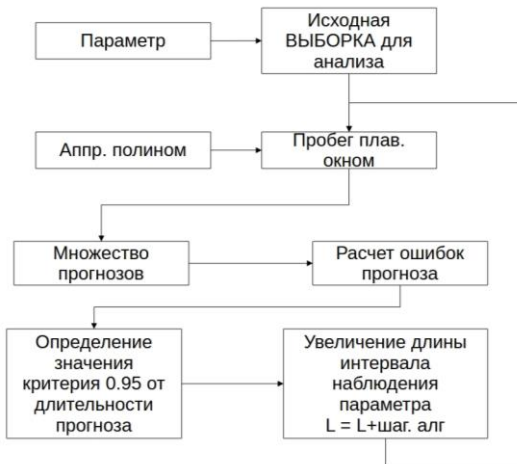 Параметр
Исходная
ВЫБОРКА для
анализа
Аппр. полином
Пробег плав.
окном
Множество
прогнозов
Расчет ошибок
прогноза
Определение
значения
критерия 0.95 от
длительности
прогноза
Увеличение длины
интервала
наблюдения
параметра
L = L+шаг. алг